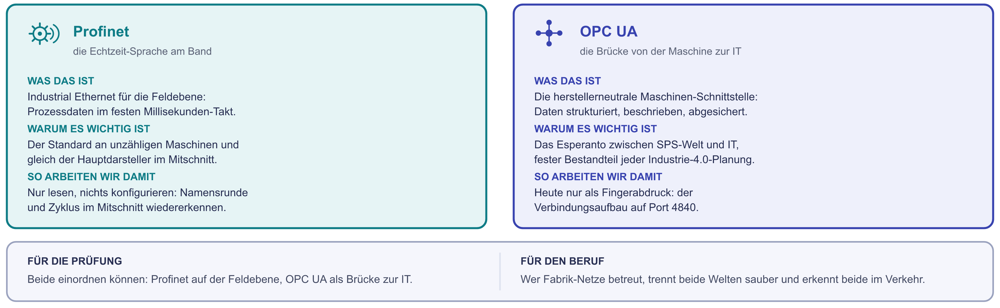 Profinet
die Echtzeit-Sprache am Band
WAS DAS IST
Industrial Ethernet für die Feldebene:
Prozessdaten im festen Millisekunden-Takt.
WARUM ES WICHTIG IST
Der Standard an unzähligen Maschinen und
gleich der Hauptdarsteller im Mitschnitt.
SO ARBEITEN WIR DAMIT
Nur lesen, nichts konfigurieren: Namensrunde
und Zyklus im Mitschnitt wiedererkennen.
OPC UA
die Brücke von der Maschine zur IT
WAS DAS IST
Die herstellerneutrale Maschinen-Schnittstelle:
Daten strukturiert, beschrieben, abgesichert.
WARUM ES WICHTIG IST
Das Esperanto zwischen SPS-Welt und IT,
fester Bestandteil jeder Industrie-4.0-Planung.
SO ARBEITEN WIR DAMIT
Heute nur als Fingerabdruck: der
Verbindungsaufbau auf Port 4840.
FÜR DIE PRÜFUNG
Beide einordnen können: Profinet auf der Feldebene, OPC UA als Brücke zur IT.
FÜR DEN BERUF
Wer Fabrik-Netze betreut, trennt beide Welten sauber und erkennt beide im Verkehr.